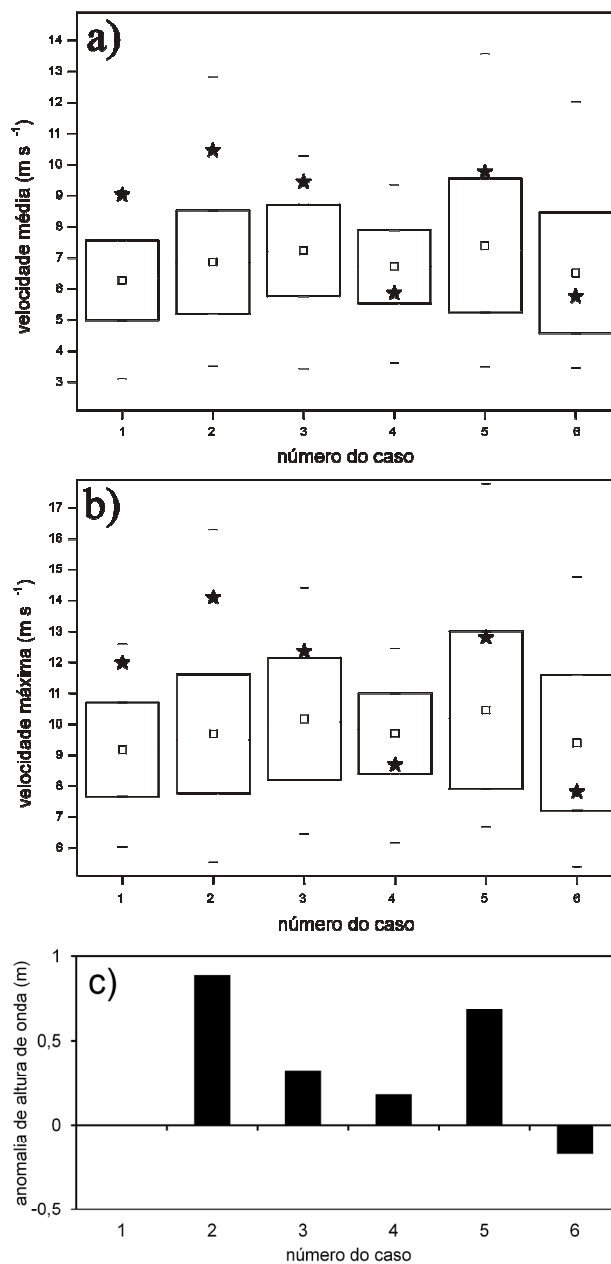 a)
velocidade média (m s -1)
14
13
12
11
10
9
8
7
6
5
4
3
1 2 3 4 5 6
número do caso
b)
velocidade máxima (m s -1)
17
16
15
14
13
12
11
10
9
8
7
6
1 2 3 4 5 6
número do caso
c)
anomalia de altura de onda (m)
1
0,5
0
-0,5
1 2 3 4 5 6
número do caso